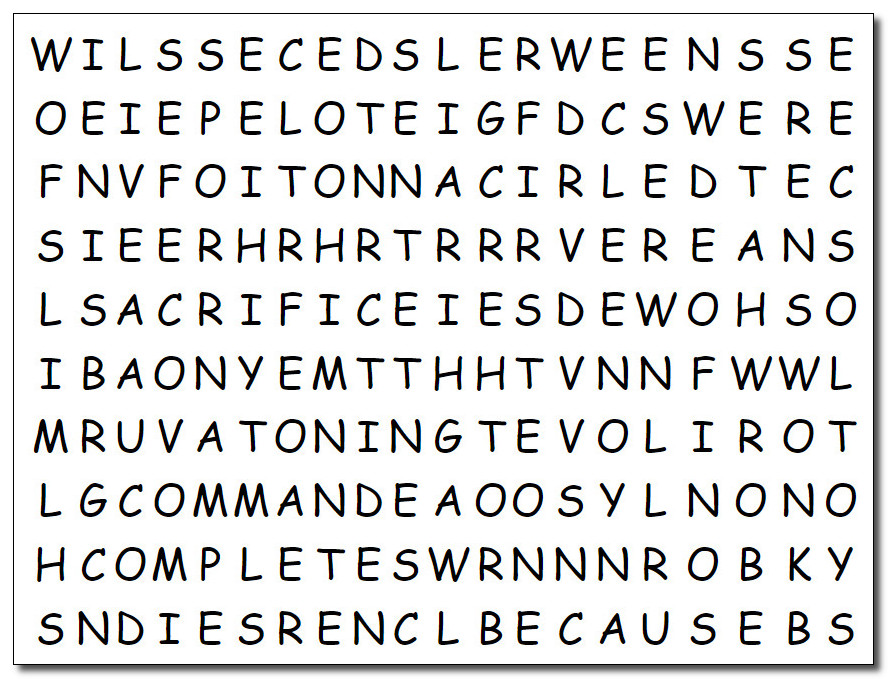 W I L S S E C E D S L E R W E E N S S E
O E I E P E L O T E I G F D C S W E R E
F N V F O I T O N N A C I R L E D T E C
S I E E R H R H R T R R R V E R E A N S
L S A C R I F I C E I E S D E W O H S O
I B A O N Y E M T T H H T V N N F W W L
M R U V A T O N I N G T E V O L I R O T
L G C O M M A N D E A O O S Y L N O N O
H C O M P L E T E S W R N N N R O B K Y
S N D I E S R E N C L B E C A U S E B S